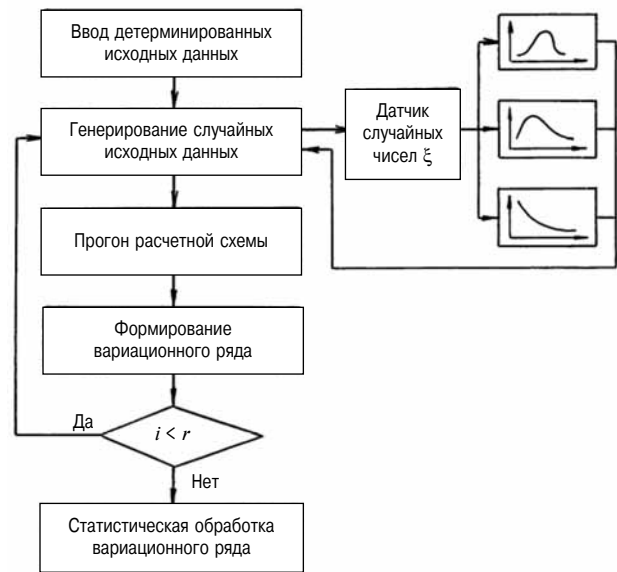 Ввод детерминированных
исходных данных
Генерирование случайных
исходных данных
Датчик
случайных
чисел ξ
Прогон расчетной схемы
Формирование
вариационного ряда
Да
i < r
Нет
Статистическая обработка
вариационного ряда